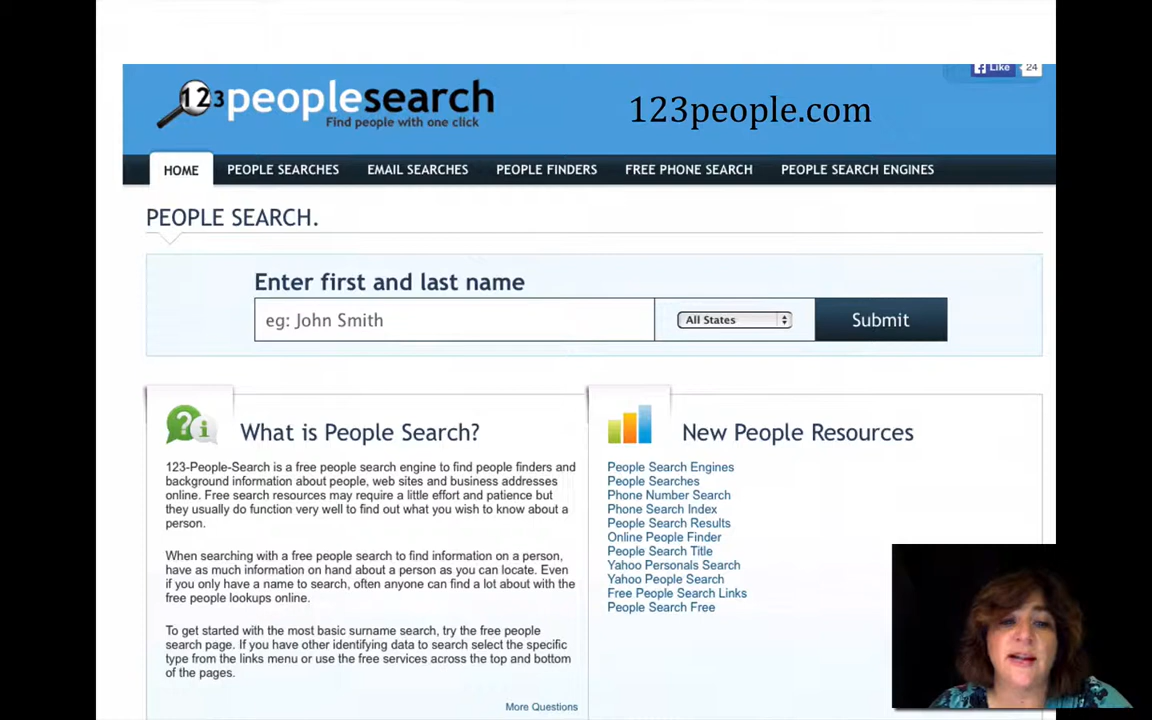 Like 24
123peoplesearch
Find people with one click
123people.com
HOME PEOPLE SEARCHES EMAIL SEARCHES PEOPLE FINDERS FREE PHONE SEARCH PEOPLE SEARCH ENGINES
PEOPLE SEARCH.
Enter first and last name
eg: John Smith
All States
Submit
What is People Search?
123-People-Search is a free people search engine to find people finders and
background information about people, web sites and business addresses
online. Free search resources may require a little effort and patience but
they usually do function very well to find out what you wish to know about a
person.
When searching with a free people search to find information on a person,
have as much information on hand about a person as you can locate. Even
if you only have a name to search, often anyone can find a lot about with the
free people lookups online.
To get started with the most basic surname search, try the free people
search page. If you have other identifying data to search select the specific
type from the links menu or use the free services across the top and bottom
of the pages.
More Questions
New People Resources
People Search Engines
People Searches
Phone Number Search
Phone Search Index
People Search Results
Online People Finder
People Search Title
Yahoo Personals Search
Yahoo People Search
Free People Search Links
People Search Free